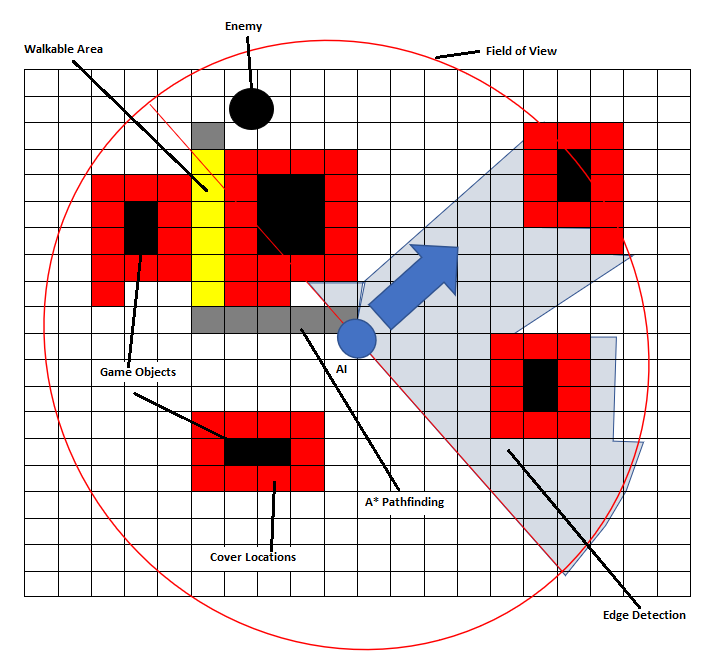 Enemy
Walkable Area
Field of View
Game Objects
AI
A* Pathfinding
Cover Locations
Edge Detection